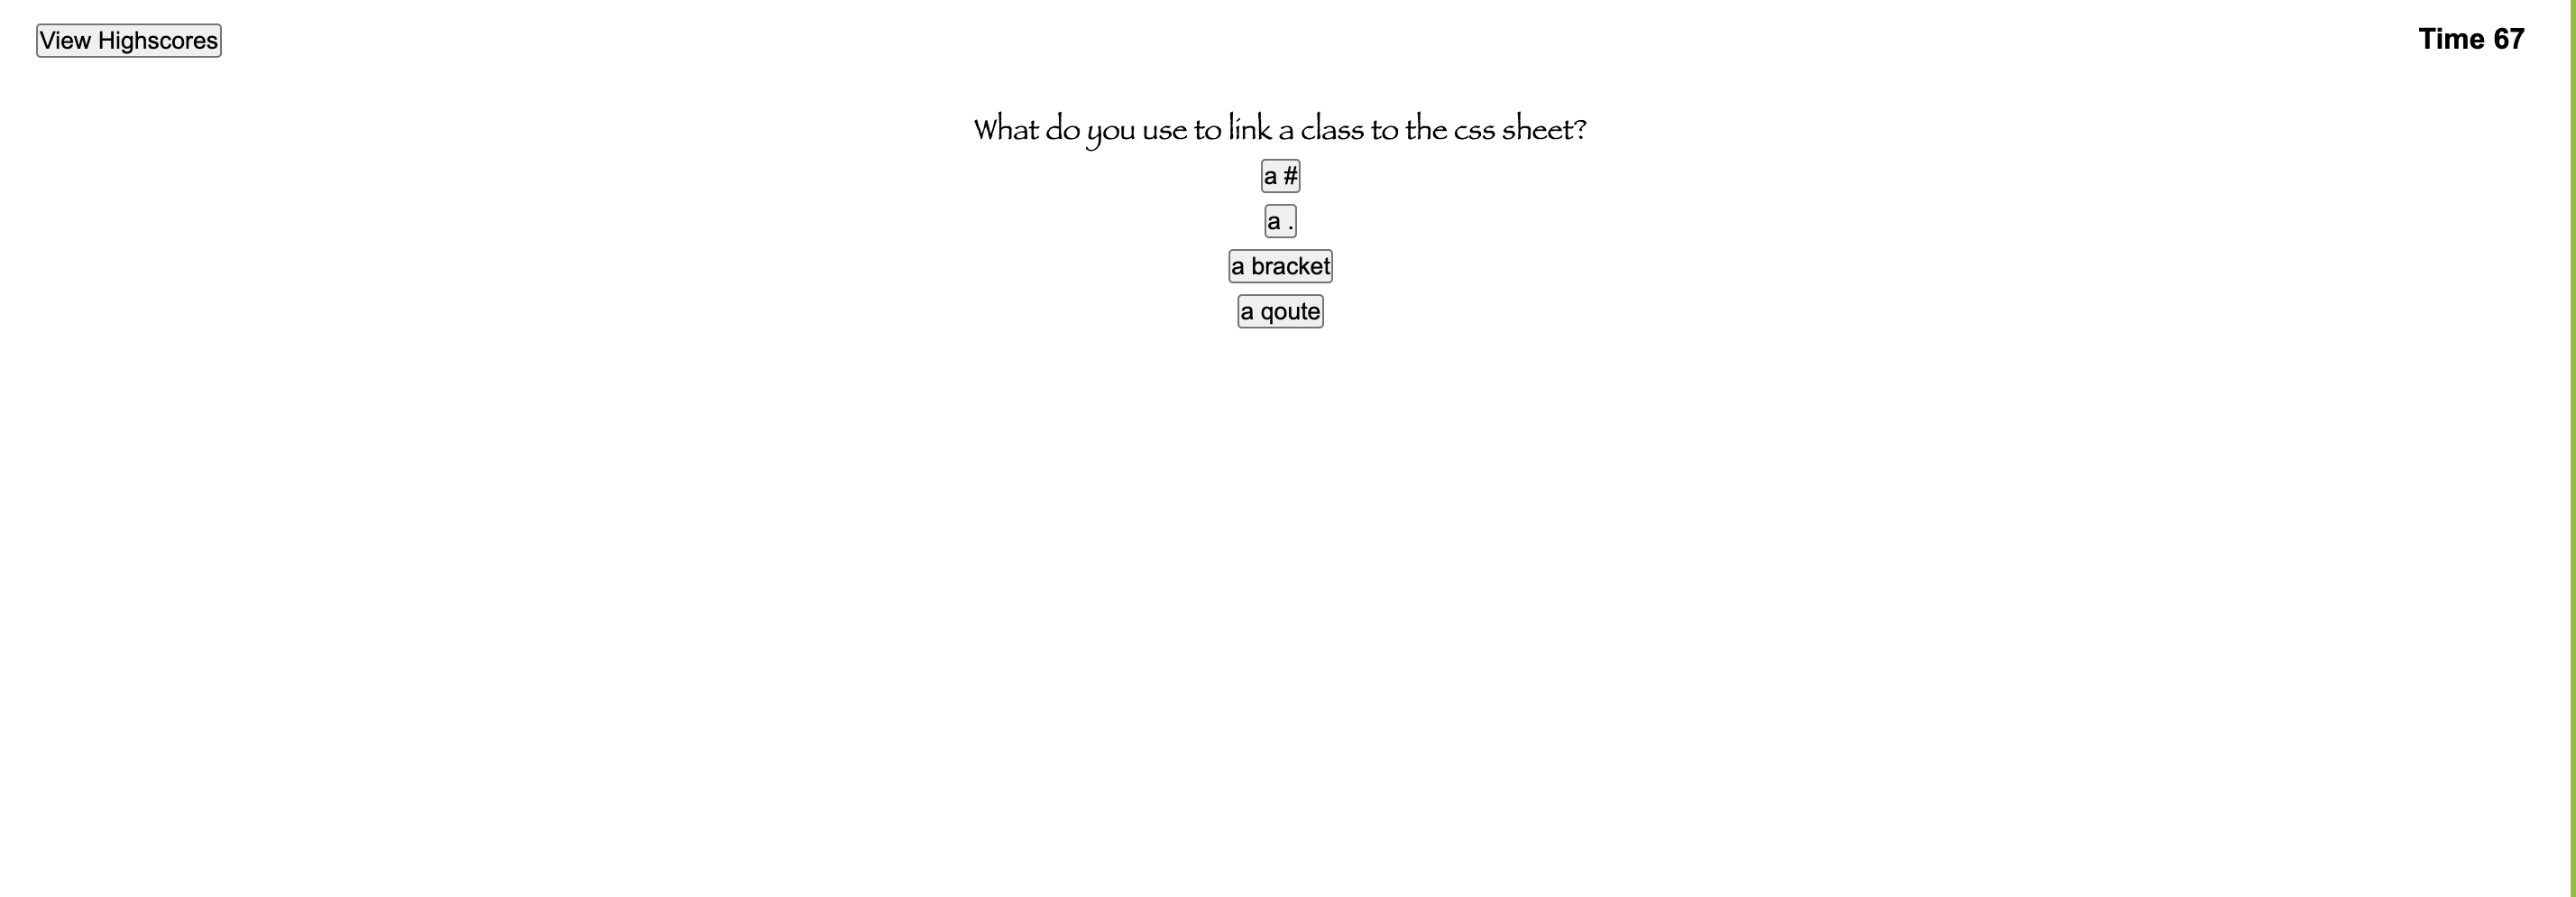 View Highscores
Time 67
What do you use to link a class to the css sheet?
a #
a .
a bracket
a qoute